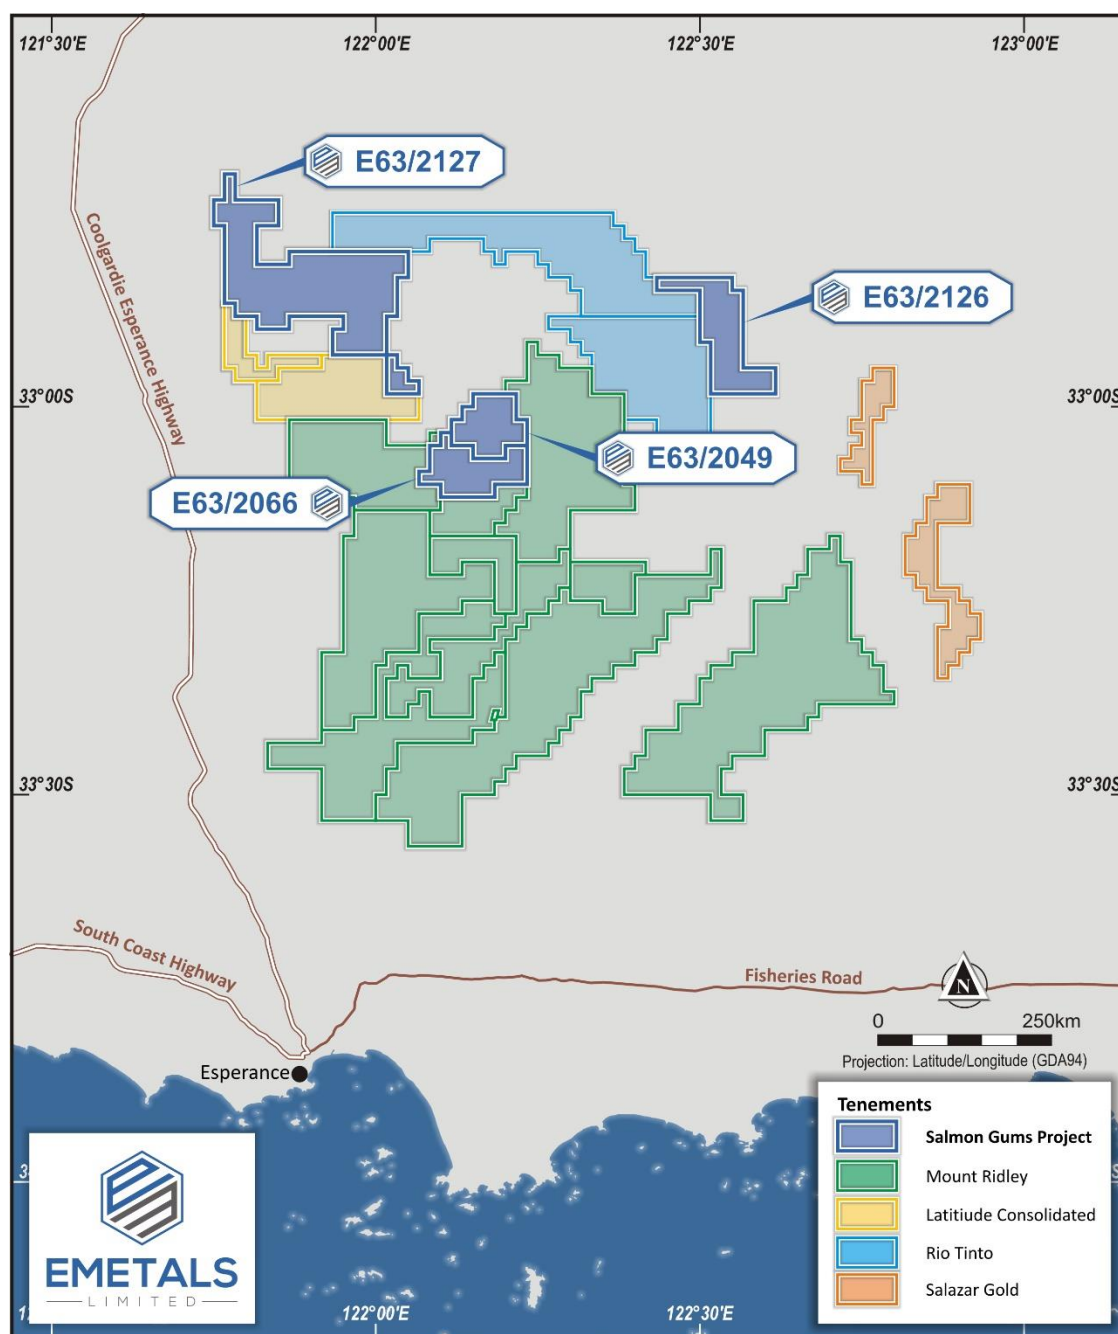 121°30'E
122°00'E
122°30'E
123°00'E
E63/2127
E63/2126
Coolgardie Esperance Highway
33°00S
33°00S
E63/2049
E63/2066
33°30S
33°30S
South Coast Highway
Fisheries Road
N
0 250km
Projection: Latitude/Longitude (GDA94)
Esperance
Tenements
Salmon Gums Project
Mount Ridley
Latitiude Consolidated
Rio Tinto
Salazar Gold
EMETALS
LIMITED
122°00'E
122°30'E